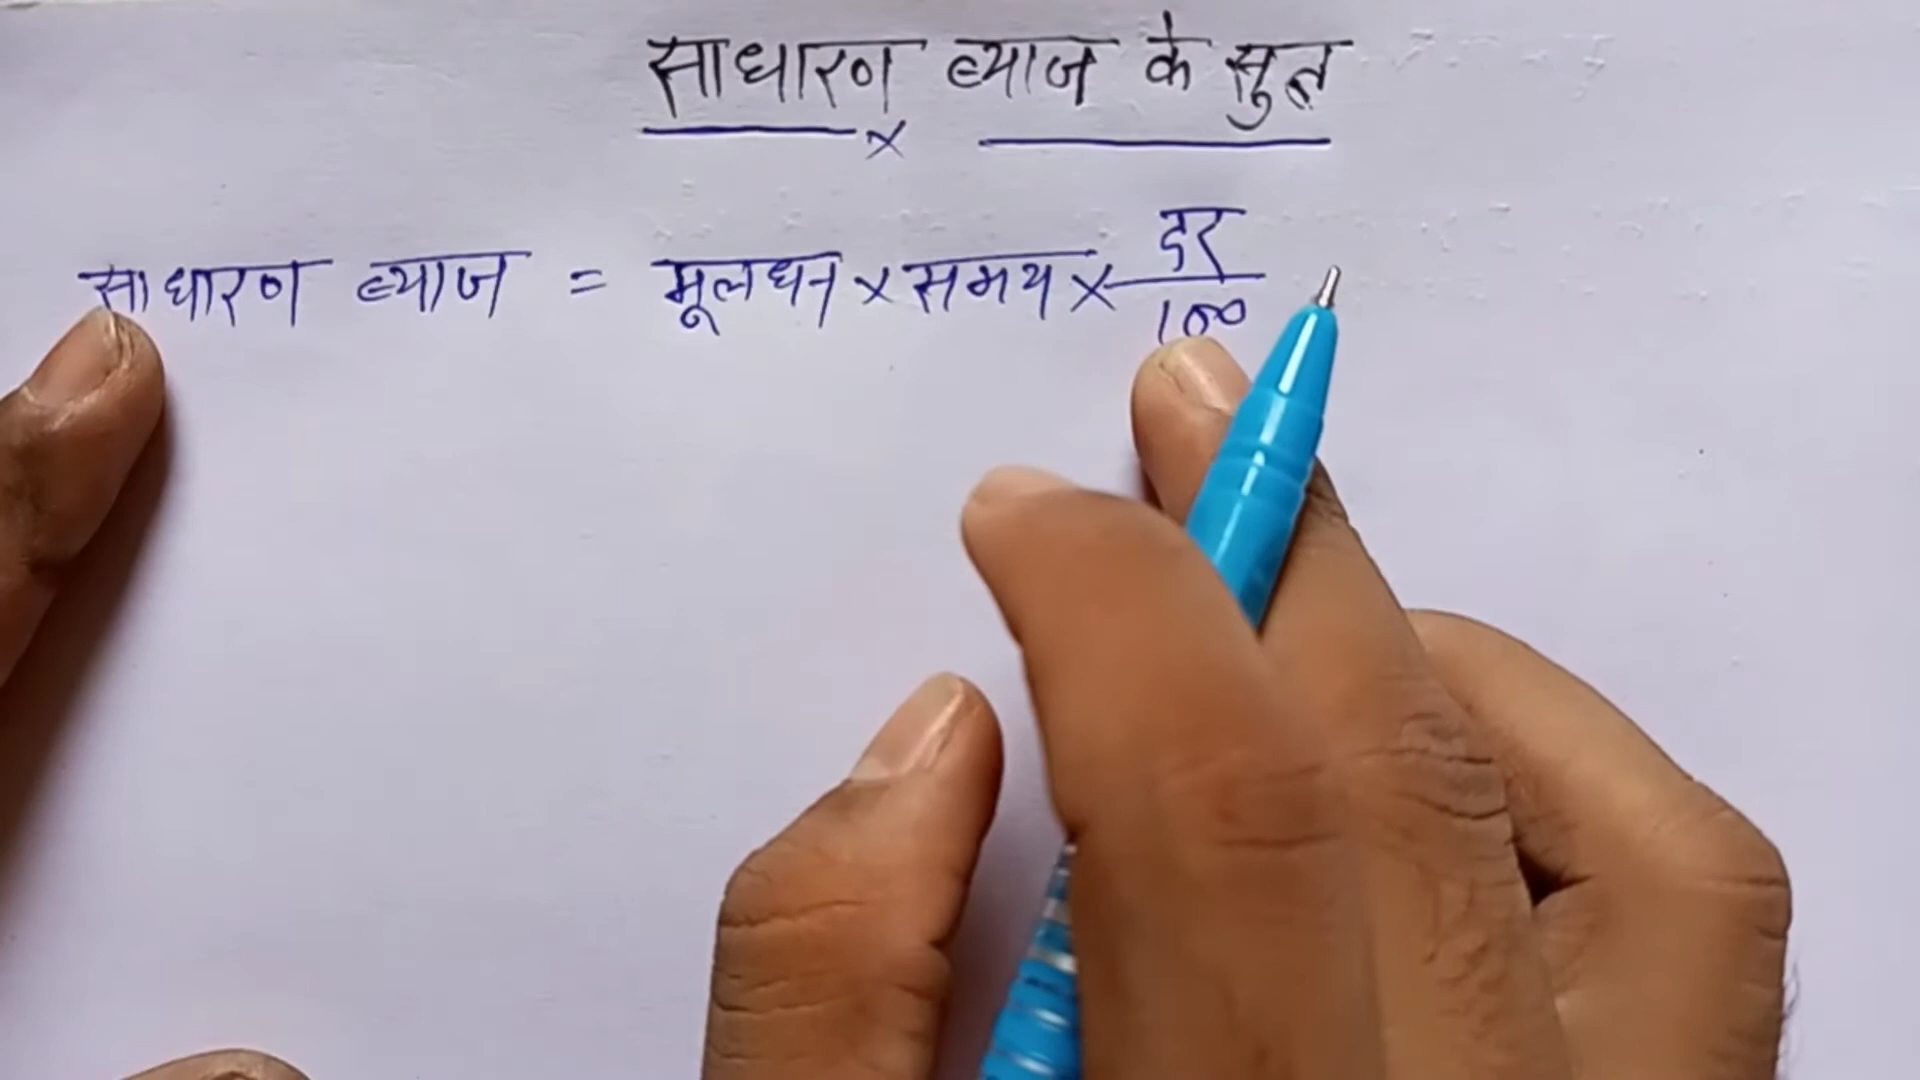 साधारण ब्याज के सुत्र
साधारण ब्याज = मूलधन × समय × दर/100